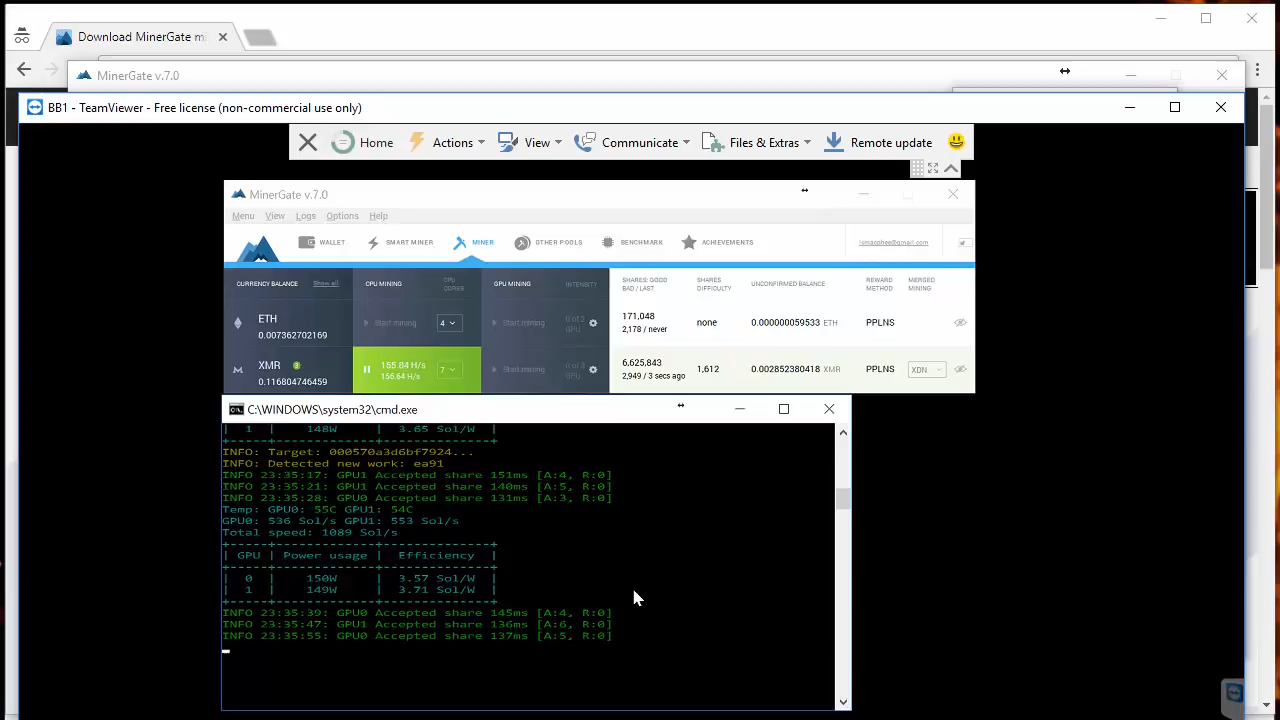 Download MinerGate mi
MinerGate v.7.0
BB1 - TeamViewer - Free license (non-commercial use only)
Home Actions View Communicate Files & Extras Remote update
MinerGate v.7.0
Menu View Logs Options Help
WALLET SMART MINER MINER OTHER POOLS BENCHMARK ACHIEVEMENTS
CURRENCY BALANCE Show all CPU MINING CPU CORES GPU MINING INTENSITY SHARES: GOOD BAD / LAST SHARES DIFFICULTY UNCONFIRMED BALANCE REWARD METHOD MERGED MINING
ETH Start mining 4 Start mining 171,048 none 0.000000059533 ETH PPLNS
0.007362702169 GPU 2,178 / never
XMR 155.84 H/s 7 Start mining 6,625,843 1,612 0.002852380418 XMR PPLNS XDN
0.116804746459 156.64 H/s GPU 2,949 / 3 secs ago
C:\WINDOWS\system32\cmd.exe
| 1 | 148W | 3.65 Sol/W |
+-----+-------------+--------------+
INFO: Target: 000570a3d6bf7924...
INFO: Detected new work: ea91
INFO 23:35:17: GPU1 Accepted share 151ms [A:4, R:0]
INFO 23:35:21: GPU1 Accepted share 140ms [A:5, R:0]
INFO 23:35:28: GPU0 Accepted share 131ms [A:3, R:0]
Temp: GPU0: 55C GPU1: 54C
GPU0: 536 Sol/s GPU1: 553 Sol/s
Total speed: 1089 Sol/s
+-----+-------------+--------------+
| GPU | Power usage | Efficiency |
+-----+-------------+--------------+
| 0 | 150W | 3.57 Sol/W |
| 1 | 149W | 3.71 Sol/W |
+-----+-------------+--------------+
INFO 23:35:39: GPU0 Accepted share 145ms [A:4, R:0]
INFO 23:35:47: GPU1 Accepted share 136ms [A:6, R:0]
INFO 23:35:55: GPU0 Accepted share 137ms [A:5, R:0]